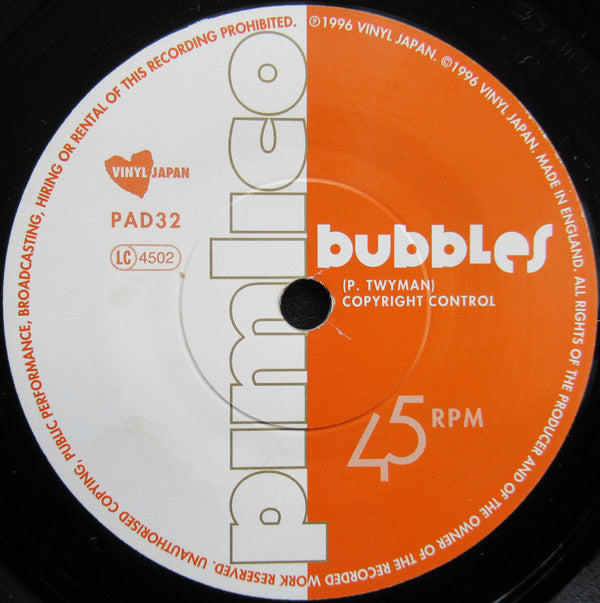 UNAUTHORISED COPYING, PUBLIC PERFORMANCE, BROADCASTING, HIRING OR RENTAL OF THIS RECORDING PROHIBITED. ℗1996 VINYL JAPAN. ©1996 VINYL JAPAN. MADE IN ENGLAND. ALL RIGHTS OF THE PRODUCER AND OF THE OWNER OF THE RECORDED WORK RESERVED.
pimlico
VINYL JAPAN
PAD32
LC 4502
bubbles
(P. TWYMAN)
COPYRIGHT CONTROL
45 RPM